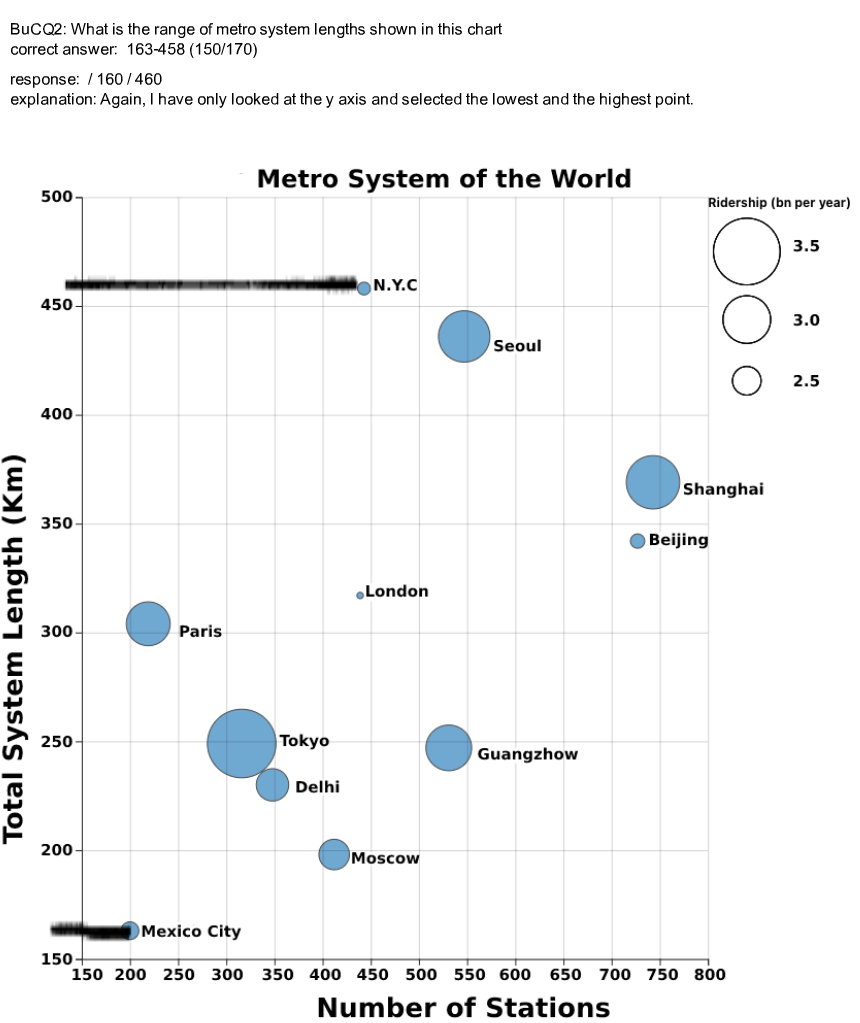 BuCQ2: What is the range of metro system lengths shown in this chart
correct answer:  163-458 (150/170)
response:  / 160 / 460
explanation: Again, I have only looked at the y axis and selected the lowest and the highest point.
Metro System of the World
Ridership (bn per year)
3.5
3.0
2.5
500
450
400
350
300
250
200
150
Total System Length (Km)
N.Y.C
Seoul
Shanghai
Beijing
London
Paris
Tokyo
Guangzhow
Delhi
Moscow
Mexico City
150 200 250 300 350 400 450 500 550 600 650 700 750 800
Number of Stations